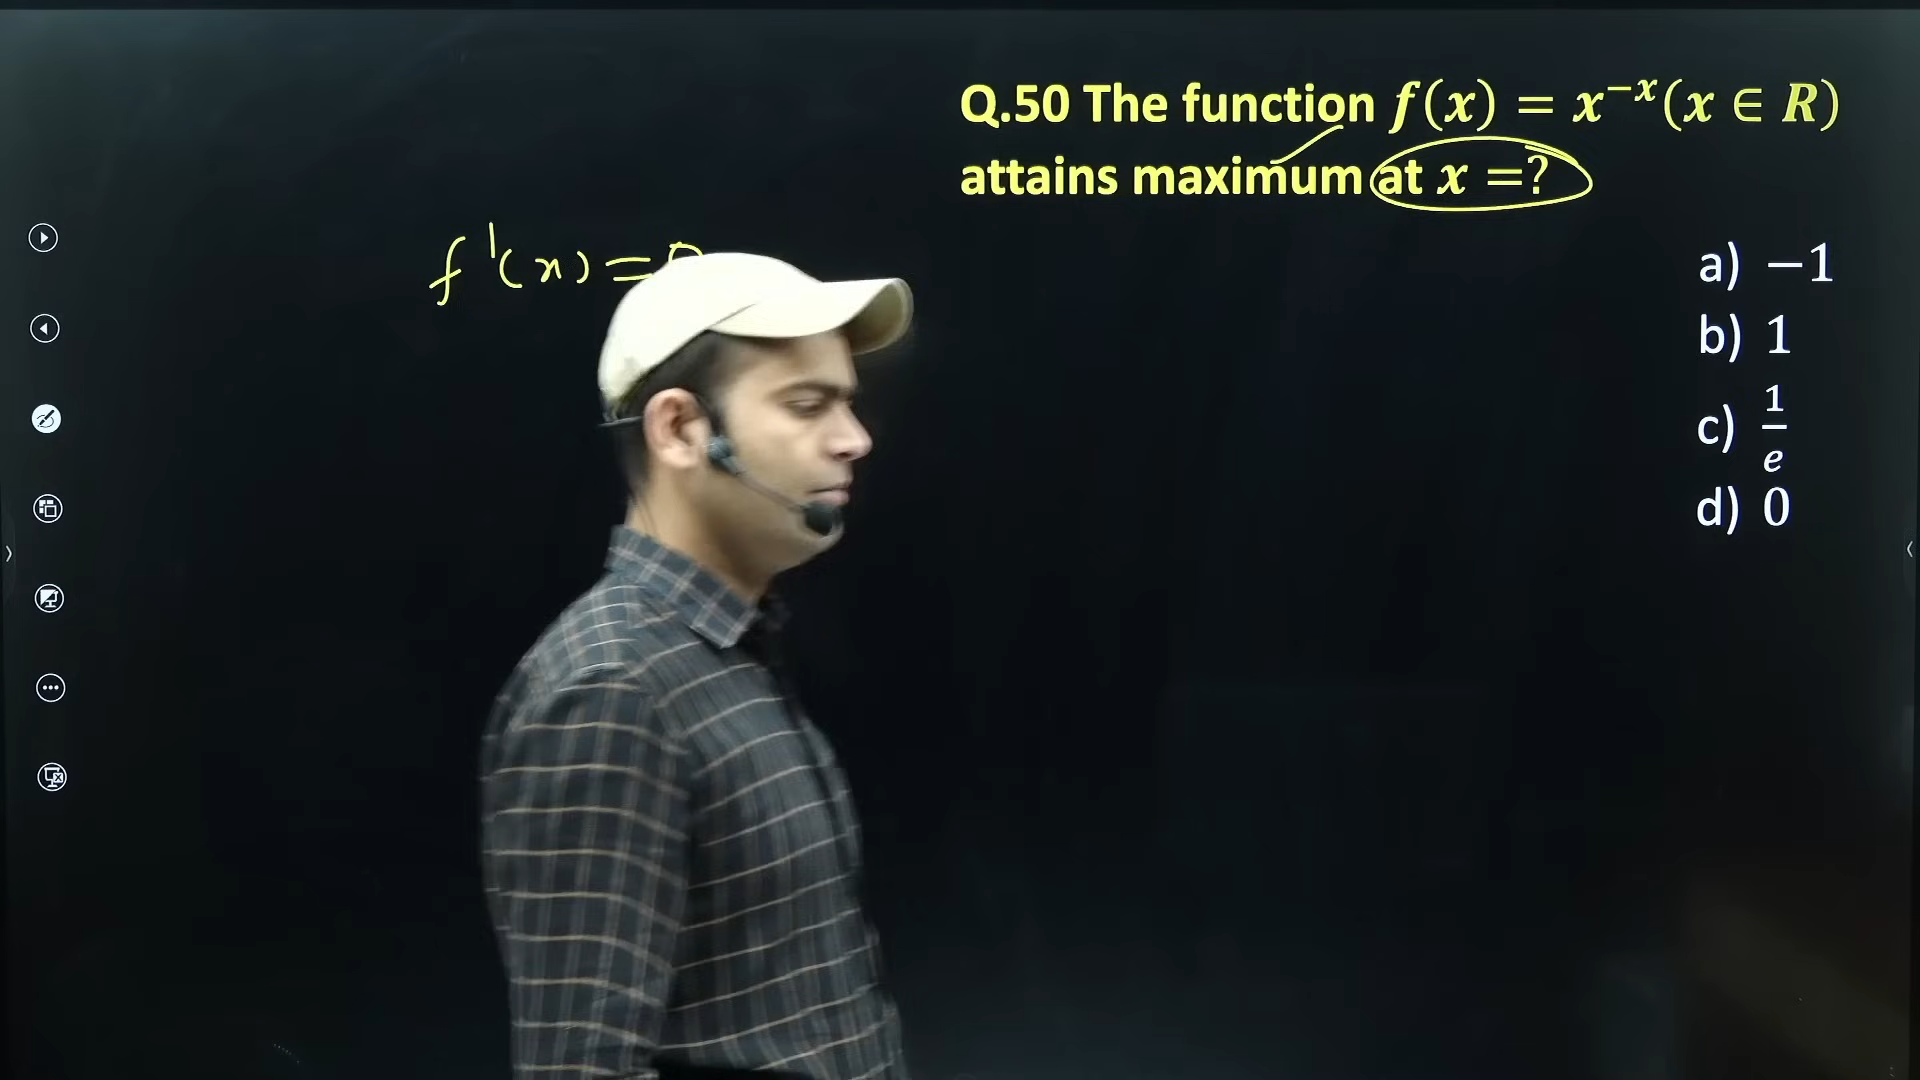 Q.50 The function f(x) = x⁻ˣ(x ∈ R)
attains maximum at x =?
f'(x) =
a) −1
b) 1
c) 1/e
d) 0